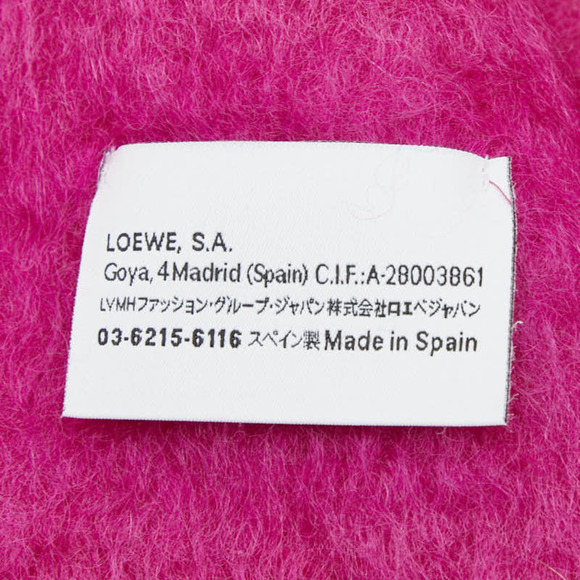 LOEWE, S.A.
Goya, 4 Madrid (Spain) C.I.F.:A-28003861
LVMHファッション・グループ・ジャパン株式会社ロエベジャパン
03-6215-6116 スペイン製 Made in Spain